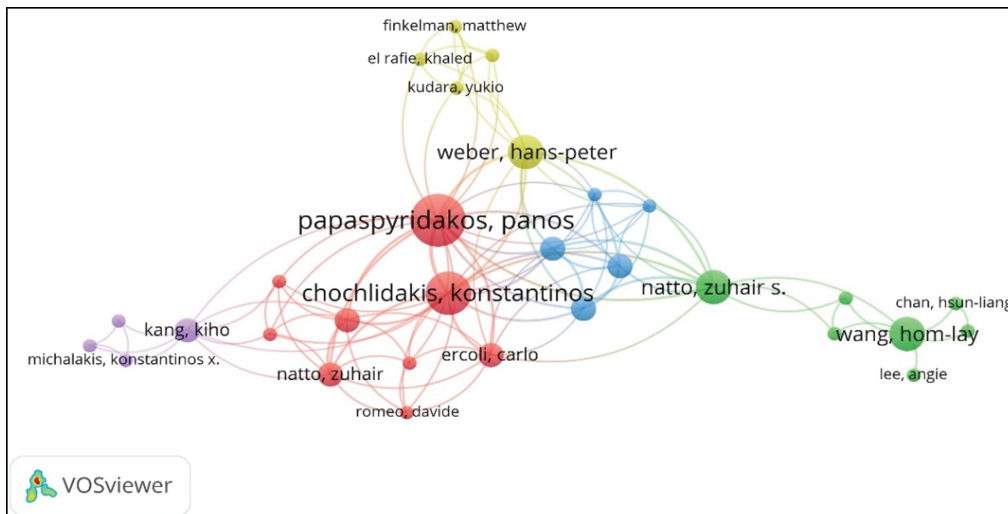 finkelman, matthew
el rafie, khaled
kudara, yukio
weber, hans-peter
papaspyridakos, panos
chochlidakis, konstantinos
natto, zuhair s.
chan, hsun-liang
wang, hom-lay
lee, angie
kang, kiho
michalakis, konstantinos x.
ercoli, carlo
natto, zuhair
romeo, davide
VOSviewer